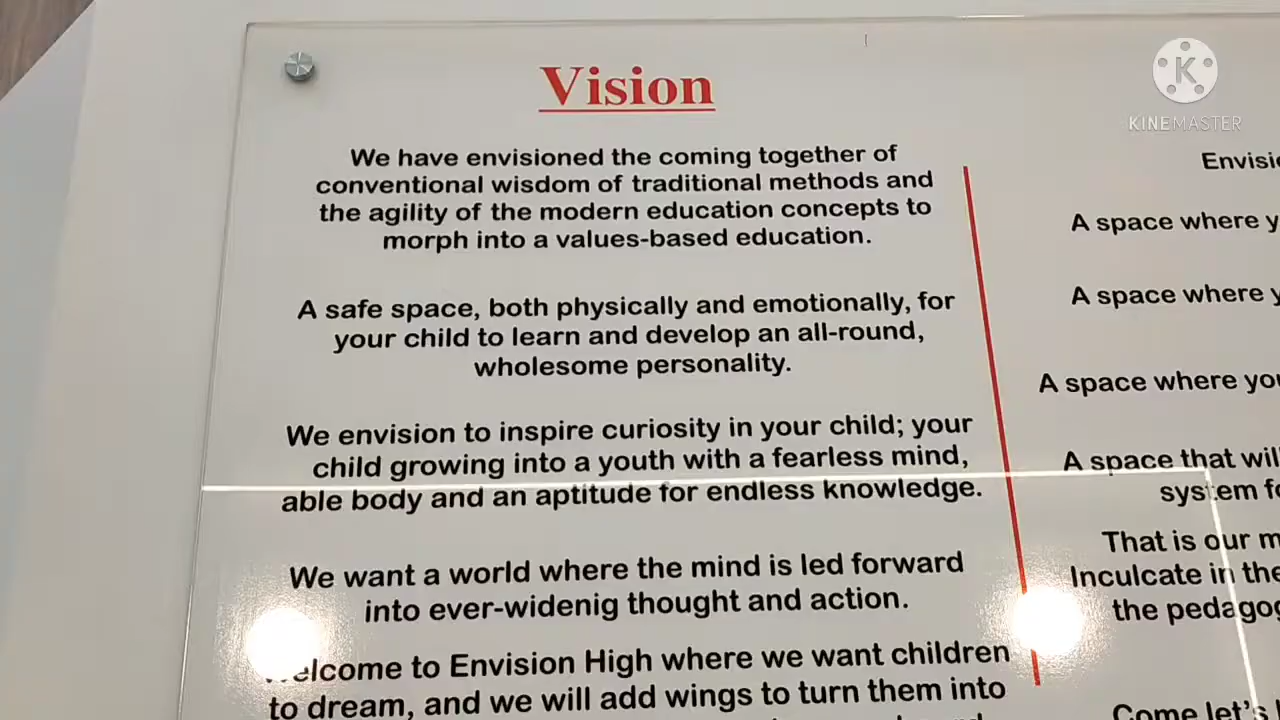 Vision
We have envisioned the coming together of
conventional wisdom of traditional methods and
the agility of the modern education concepts to
morph into a values-based education.
A safe space, both physically and emotionally, for
your child to learn and develop an all-round,
wholesome personality.
We envision to inspire curiosity in your child; your
child growing into a youth with a fearless mind,
able body and an aptitude for endless knowledge.
We want a world where the mind is led forward
into ever-widenig thought and action.
to Envision High where we want children
to dream, and we will add wings to turn them into
A space where
A space where
A space where
A space that will
system
That is our
Inculcate in the
the
Come let's
K
KINEMASTER